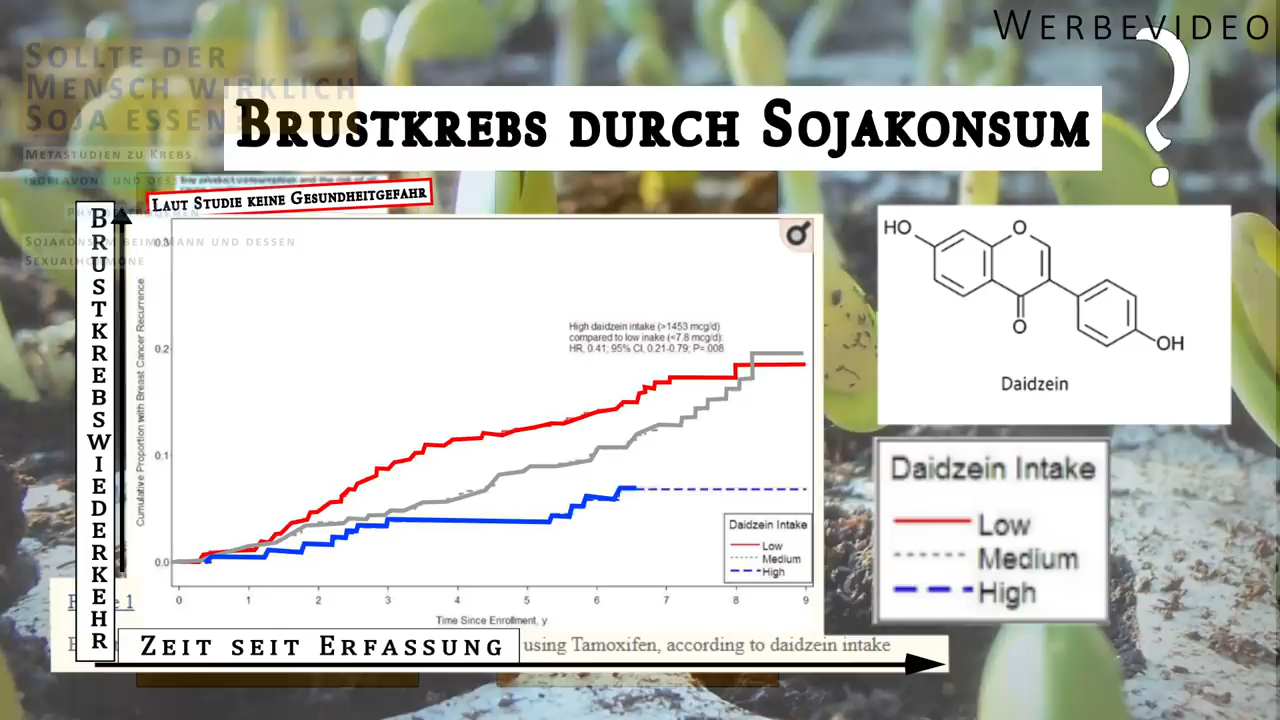 WERBEVIDEO
SOLLTE DER
MENSCH WIRKLICH
SOJA ESSEN?
BRUSTKREBS DURCH SOJAKONSUM
?
METASTUDIEN ZU KREBS
LAUT STUDIE KEINE GESUNDHEITGEFAHR
SOJAKONSUM BEIM MANN UND DESSEN
SEXUALHORMONE
BRUSTKREBSWIEDERKEHR
Cumulative Proportion with Breast Cancer Recurrence
0.3
0.2
0.1
0.0
High daidzein intake (>1453 mcg/d)
compared to low inake (<7.8 mcg/d):
HR, 0.41; 95% CI, 0.21-0.79; P=.008
Daidzein Intake
Low
Medium
High
0 1 2 3 4 5 6 7 8 9
Time Since Enrollment, y
ZEIT SEIT ERFASSUNG
using Tamoxifen, according to daidzein intake
HO
O
O
OH
Daidzein
Daidzein Intake
Low
Medium
High